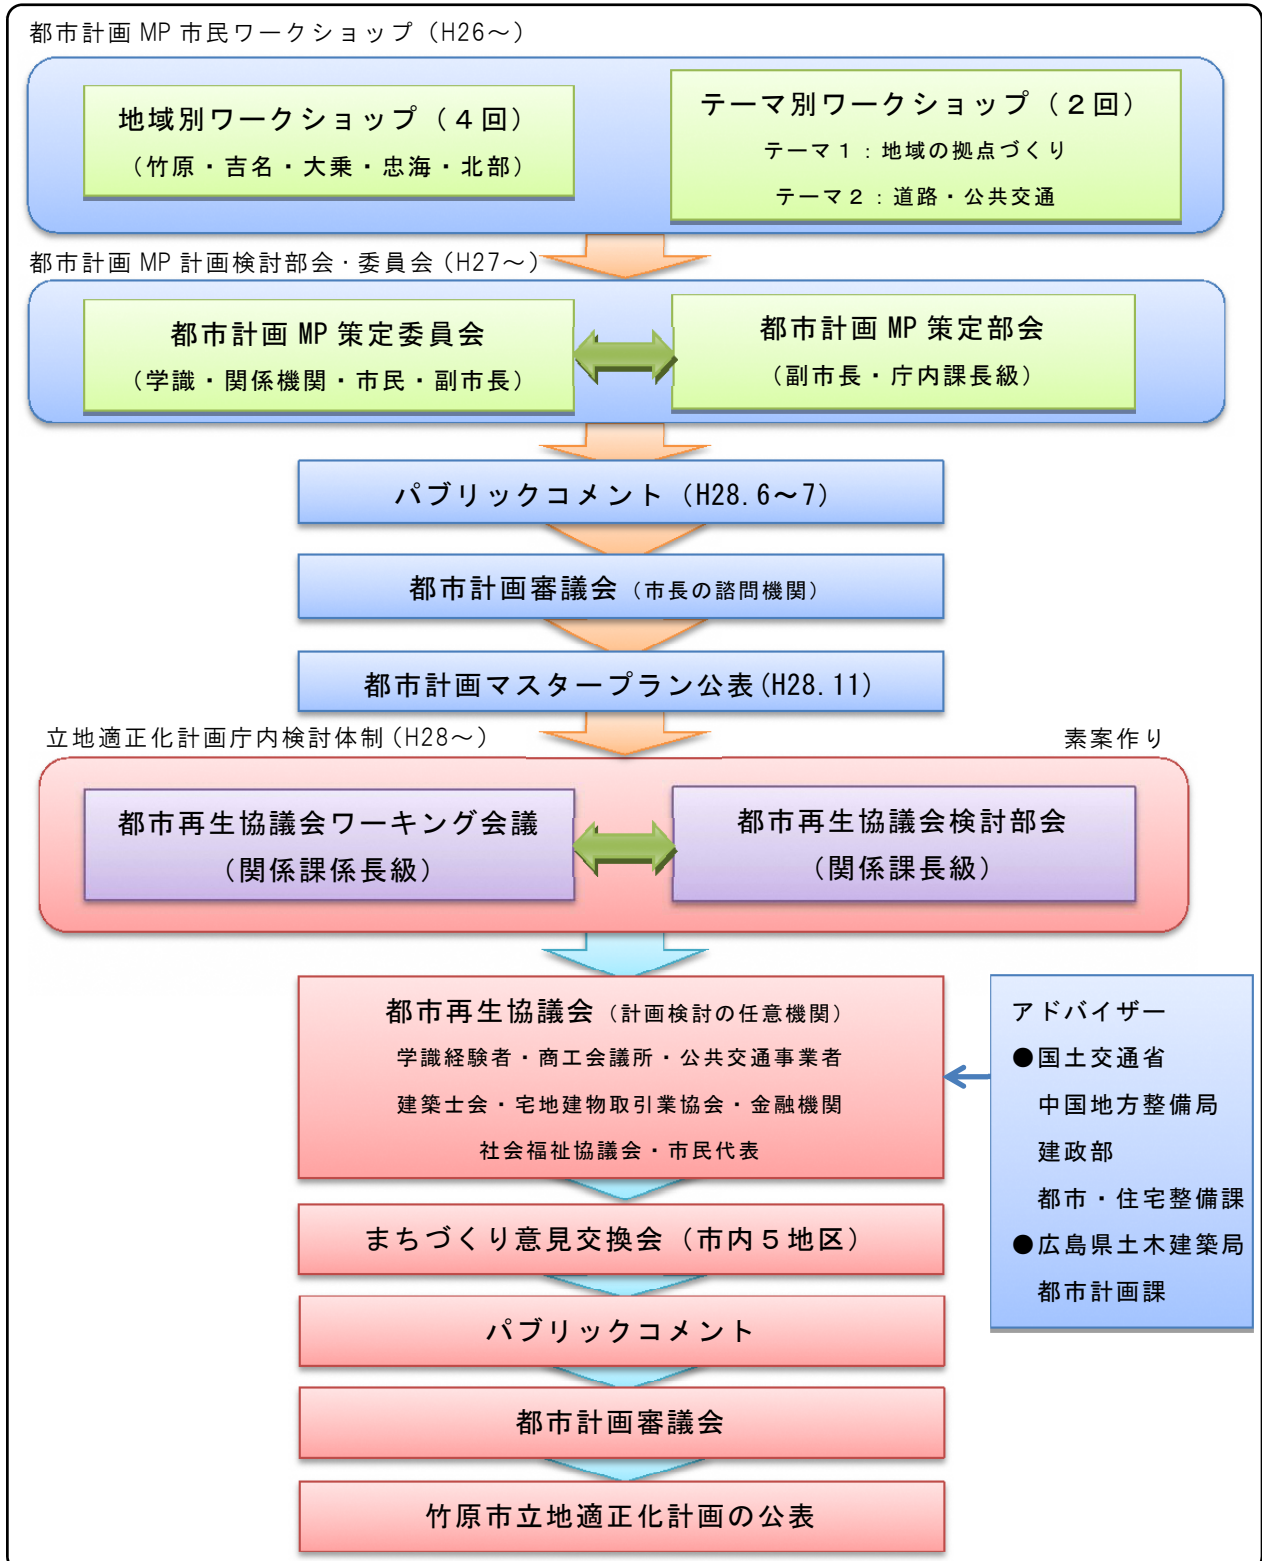 都市計画 MP 市民ワークショップ（H26～）
地域別ワークショップ（４回）
（竹原・吉名・大乗・忠海・北部）
テーマ別ワークショップ（２回）
テーマ１：地域の拠点づくり
テーマ２：道路・公共交通
都市計画 MP 計画検討部会・委員会（H27～）
都市計画 MP 策定委員会
（学識・関係機関・市民・副市長）
都市計画 MP 策定部会
（副市長・庁内課長級）
パブリックコメント（H28.6～7）
都市計画審議会（市長の諮問機関）
都市計画マスタープラン公表(H28.11)
立地適正化計画庁内検討体制（H28～）
素案作り
都市再生協議会ワーキング会議
（関係課係長級）
都市再生協議会検討部会
（関係課長級）
都市再生協議会（計画検討の任意機関）
学識経験者・商工会議所・公共交通事業者
建築士会・宅地建物取引業協会・金融機関
社会福祉協議会・市民代表
アドバイザー
●国土交通省
中国地方整備局
建政部
都市・住宅整備課
●広島県土木建築局
都市計画課
まちづくり意見交換会（市内５地区）
パブリックコメント
都市計画審議会
竹原市立地適正化計画の公表